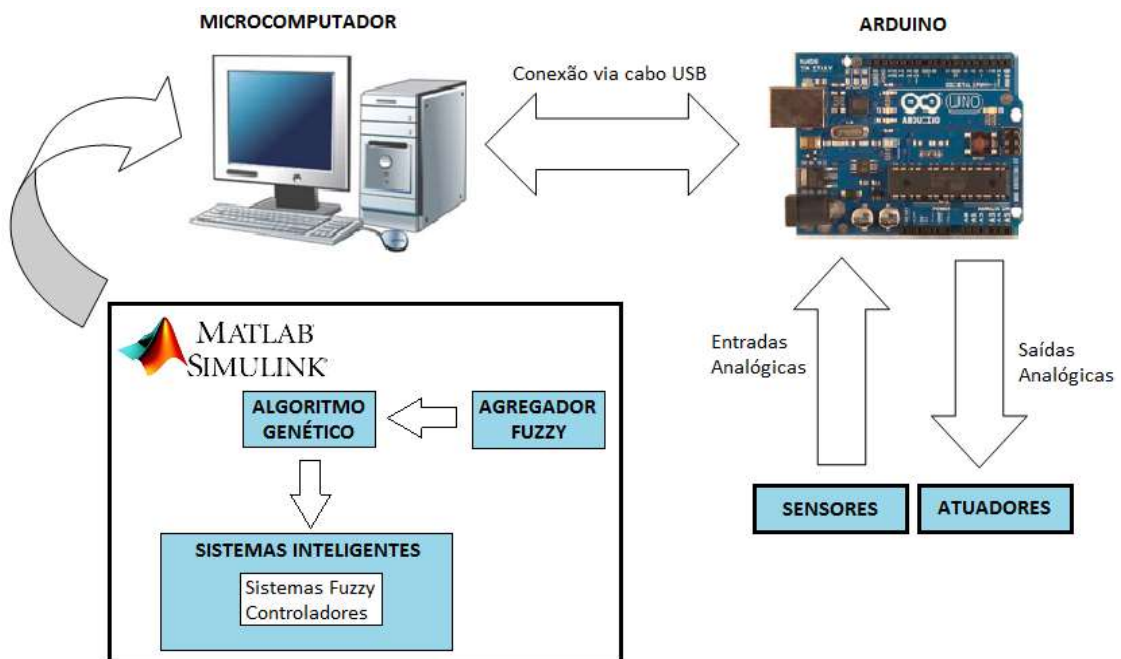 MICROCOMPUTADOR
ARDUINO
Conexão via cabo USB
ARDUINO
UNO
MATLAB
SIMULINK
ALGORITMO
GENÉTICO
AGREGADOR
FUZZY
SISTEMAS INTELIGENTES
Sistemas Fuzzy
Controladores
Entradas
Analógicas
Saídas
Analógicas
SENSORES
ATUADORES